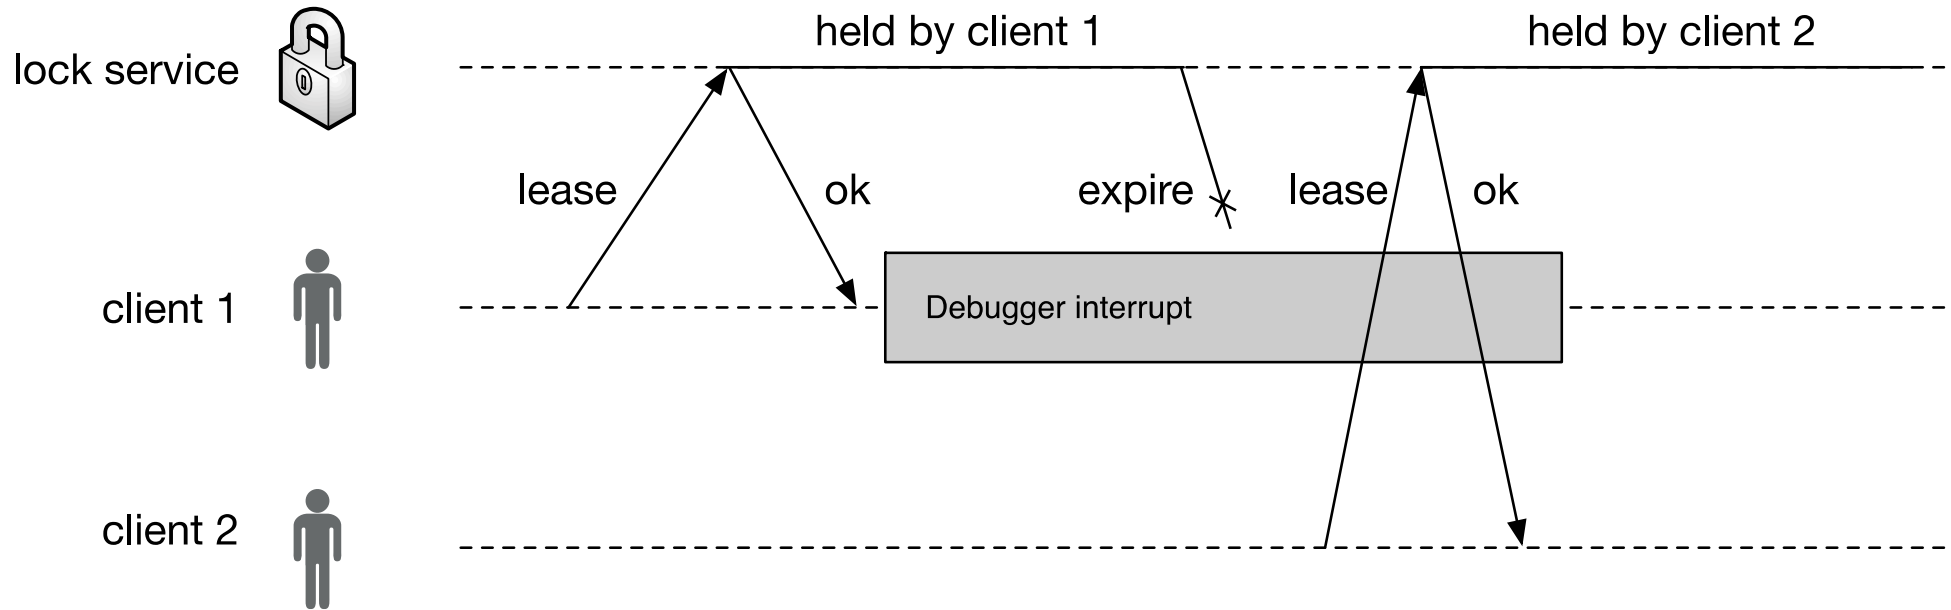 held by client 1
held by client 2
lock service
lease
ok
expire
lease
ok
client 1
Debugger interrupt
client 2